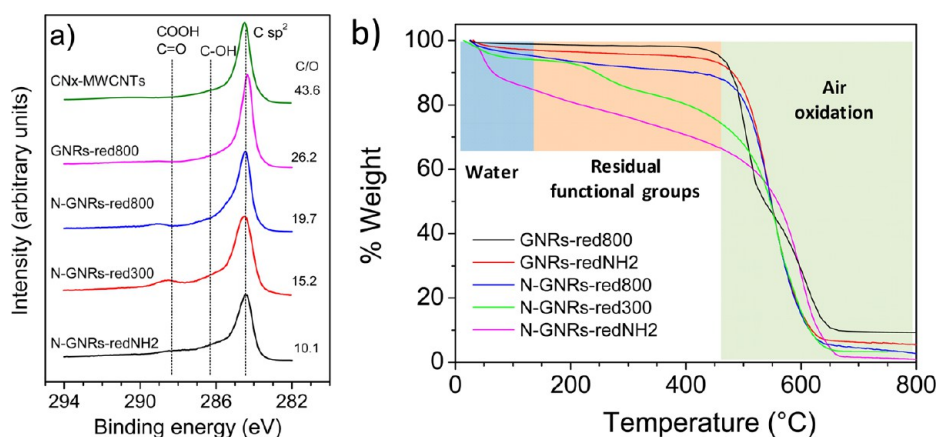 a)
COOH
C=O
C-OH
C sp²
C/O
CNx-MWCNTs
43.6
GNRs-red800
26.2
N-GNRs-red800
19.7
N-GNRs-red300
15.2
N-GNRs-redNH2
10.1
294 290 286 282
Binding energy (eV)
Intensity (arbitrary units)
b)
100
80
60
40
20
0
% Weight
Water
Residual
functional groups
Air
oxidation
GNRs-red800
GNRs-redNH2
N-GNRs-red800
N-GNRs-red300
N-GNRs-redNH2
0 200 400 600 800
Temperature (°C)